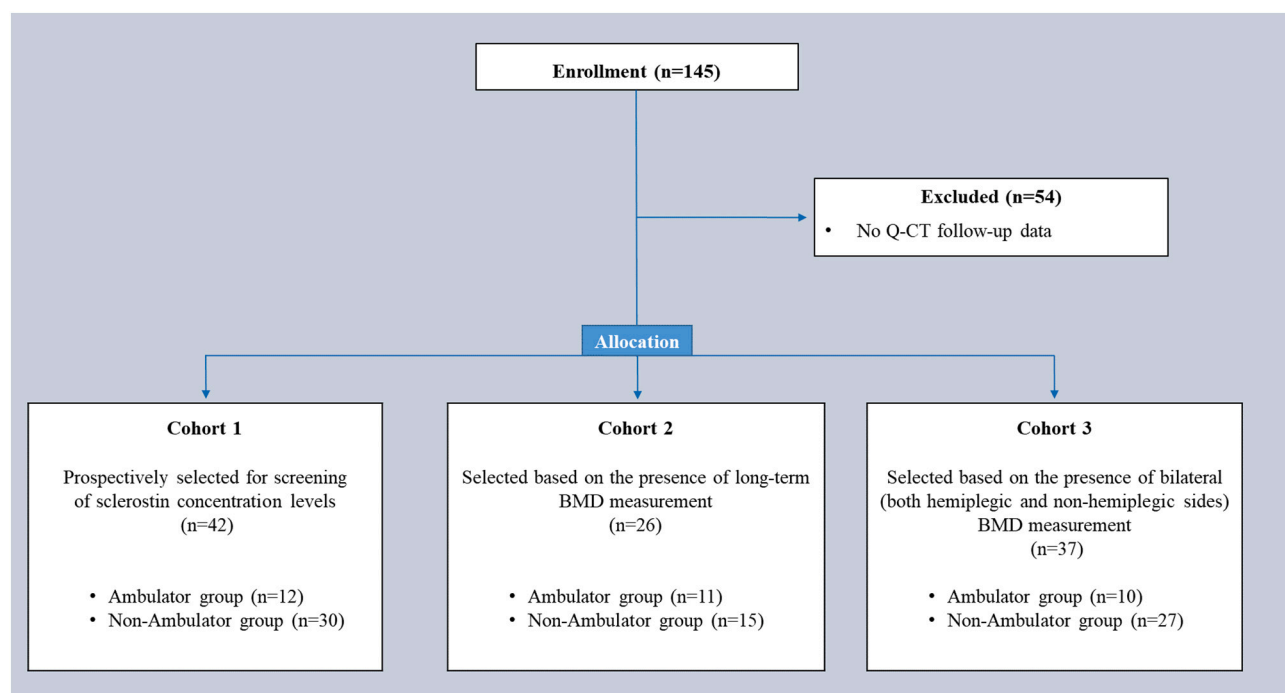 Enrollment (n=145)
Excluded (n=54)
• No Q-CT follow-up data
Allocation
Cohort 1
Prospectively selected for screening
of sclerostin concentration levels
(n=42)
• Ambulator group (n=12)
• Non-Ambulator group (n=30)
Cohort 2
Selected based on the presence of long-term
BMD measurement
(n=26)
• Ambulator group (n=11)
• Non-Ambulator group (n=15)
Cohort 3
Selected based on the presence of bilateral
(both hemiplegic and non-hemiplegic sides)
BMD measurement
(n=37)
• Ambulator group (n=10)
• Non-Ambulator group (n=27)